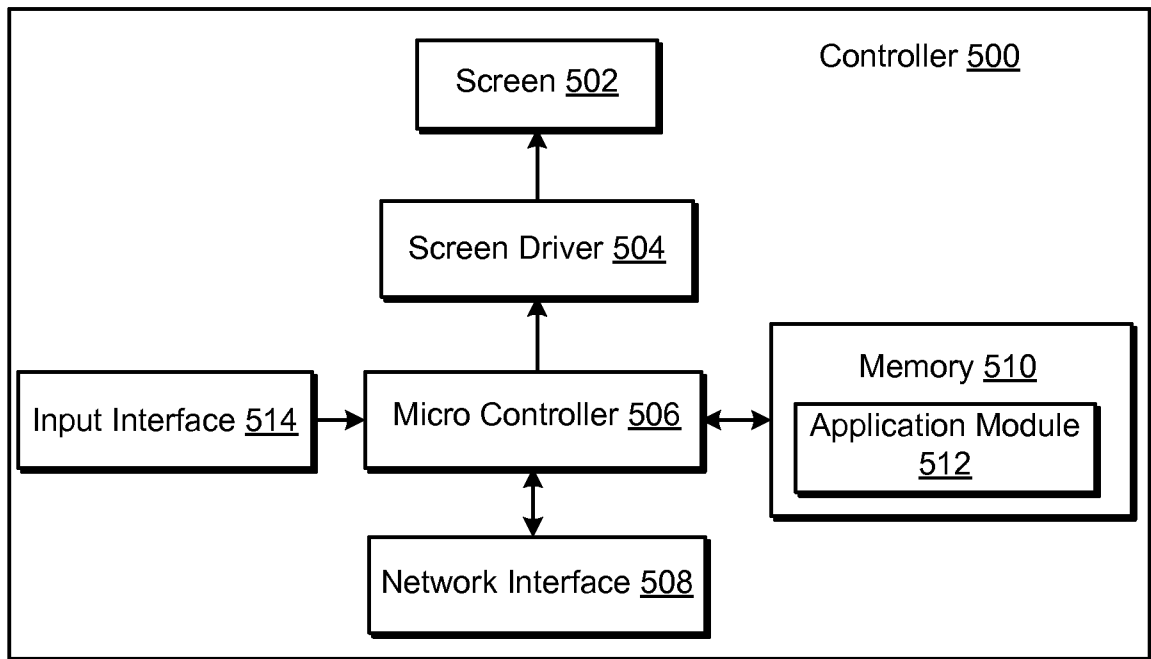 Controller 500
Screen 502
Screen Driver 504
Memory 510
Application Module
512
Input Interface 514
Micro Controller 506
Network Interface 508